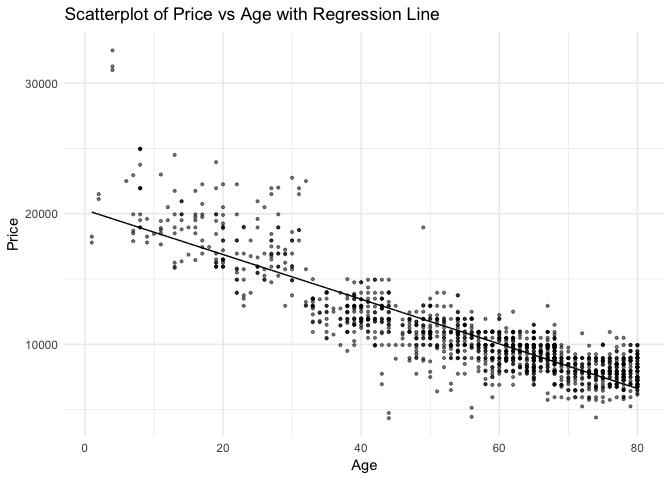 Scatterplot of Price vs Age with Regression Line
30000
20000
10000
Price
0 20 40 60 80
Age